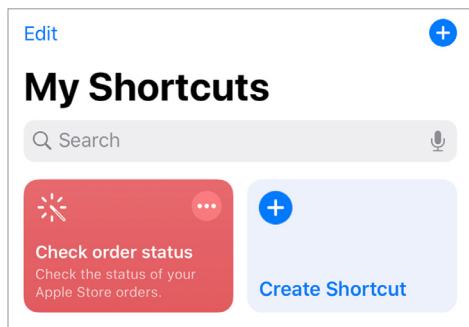 Edit
My Shortcuts
Search
Check order status
Check the status of your
Apple Store orders.
Create Shortcut